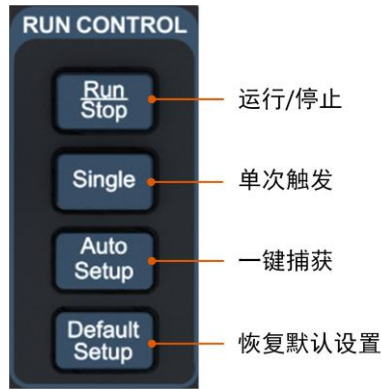 RUN CONTROL
Run
Stop
运行/停止
Single
单次触发
Auto
Setup
一键捕获
Default
Setup
恢复默认设置